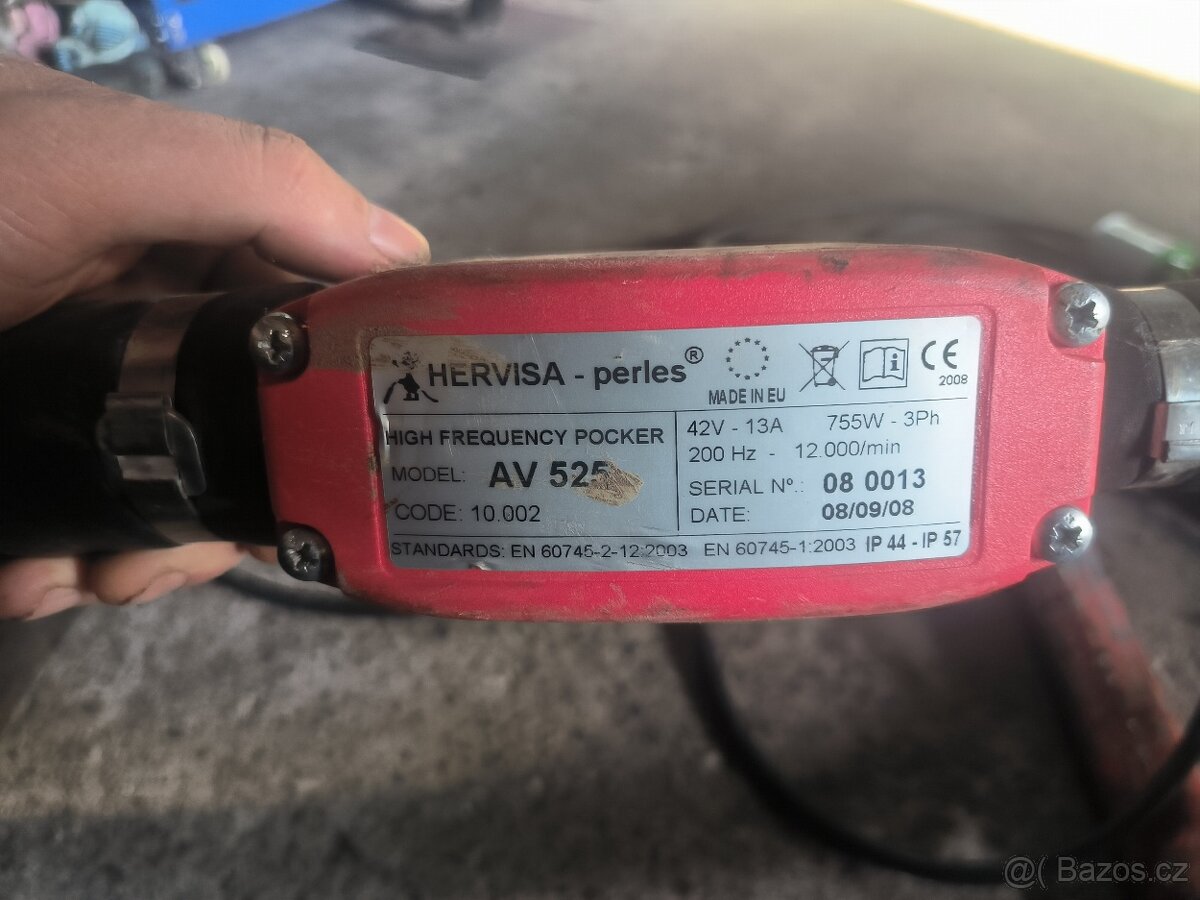 HERVISA - perles®
MADE IN EU
CE
2008
HIGH FREQUENCY POCKER
MODEL: AV 525
CODE: 10.002
42V - 13A 755W - 3Ph
200 Hz - 12.000/min
SERIAL Nº.: 08 0013
DATE: 08/09/08
STANDARDS: EN 60745-2-12:2003 EN 60745-1:2003 IP 44 - IP 57
@( Bazos.cz